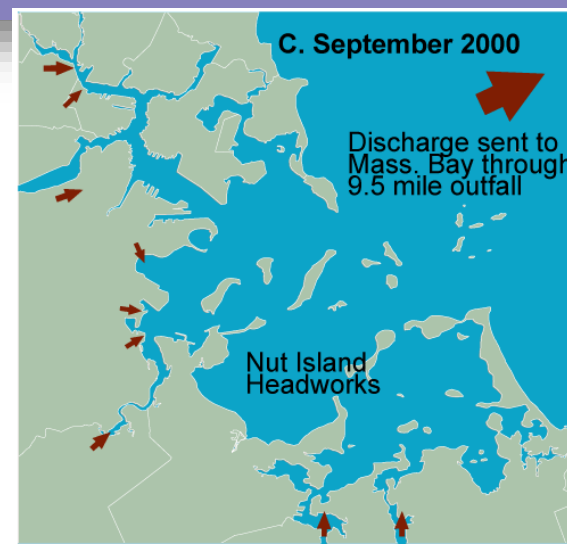 C. September 2000
Discharge sent to
Mass. Bay through
9.5 mile outfall
Nut Island
Headworks